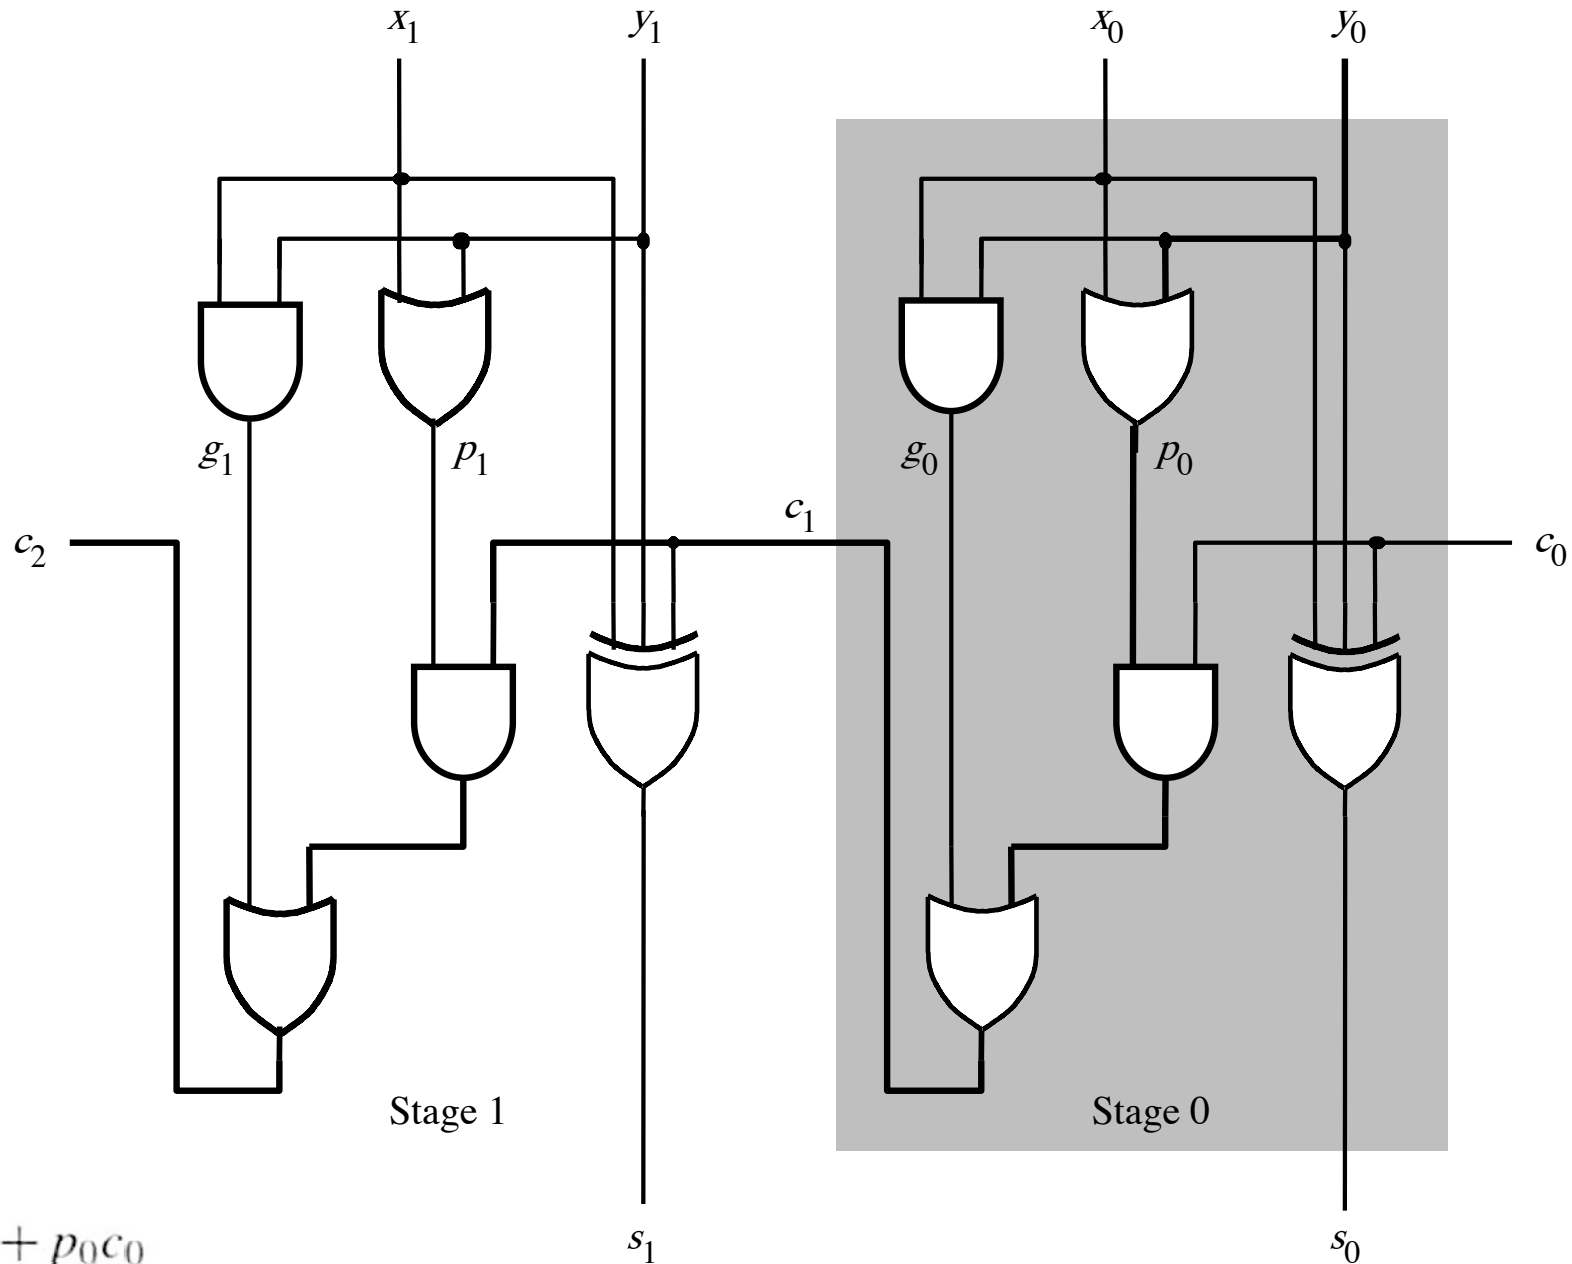 x₁ y₁ x₀ y₀
g₁ p₁ g₀ p₀
c₁
c₂ c₀
Stage 1 Stage 0
s₁ s₀
+ p₀c₀